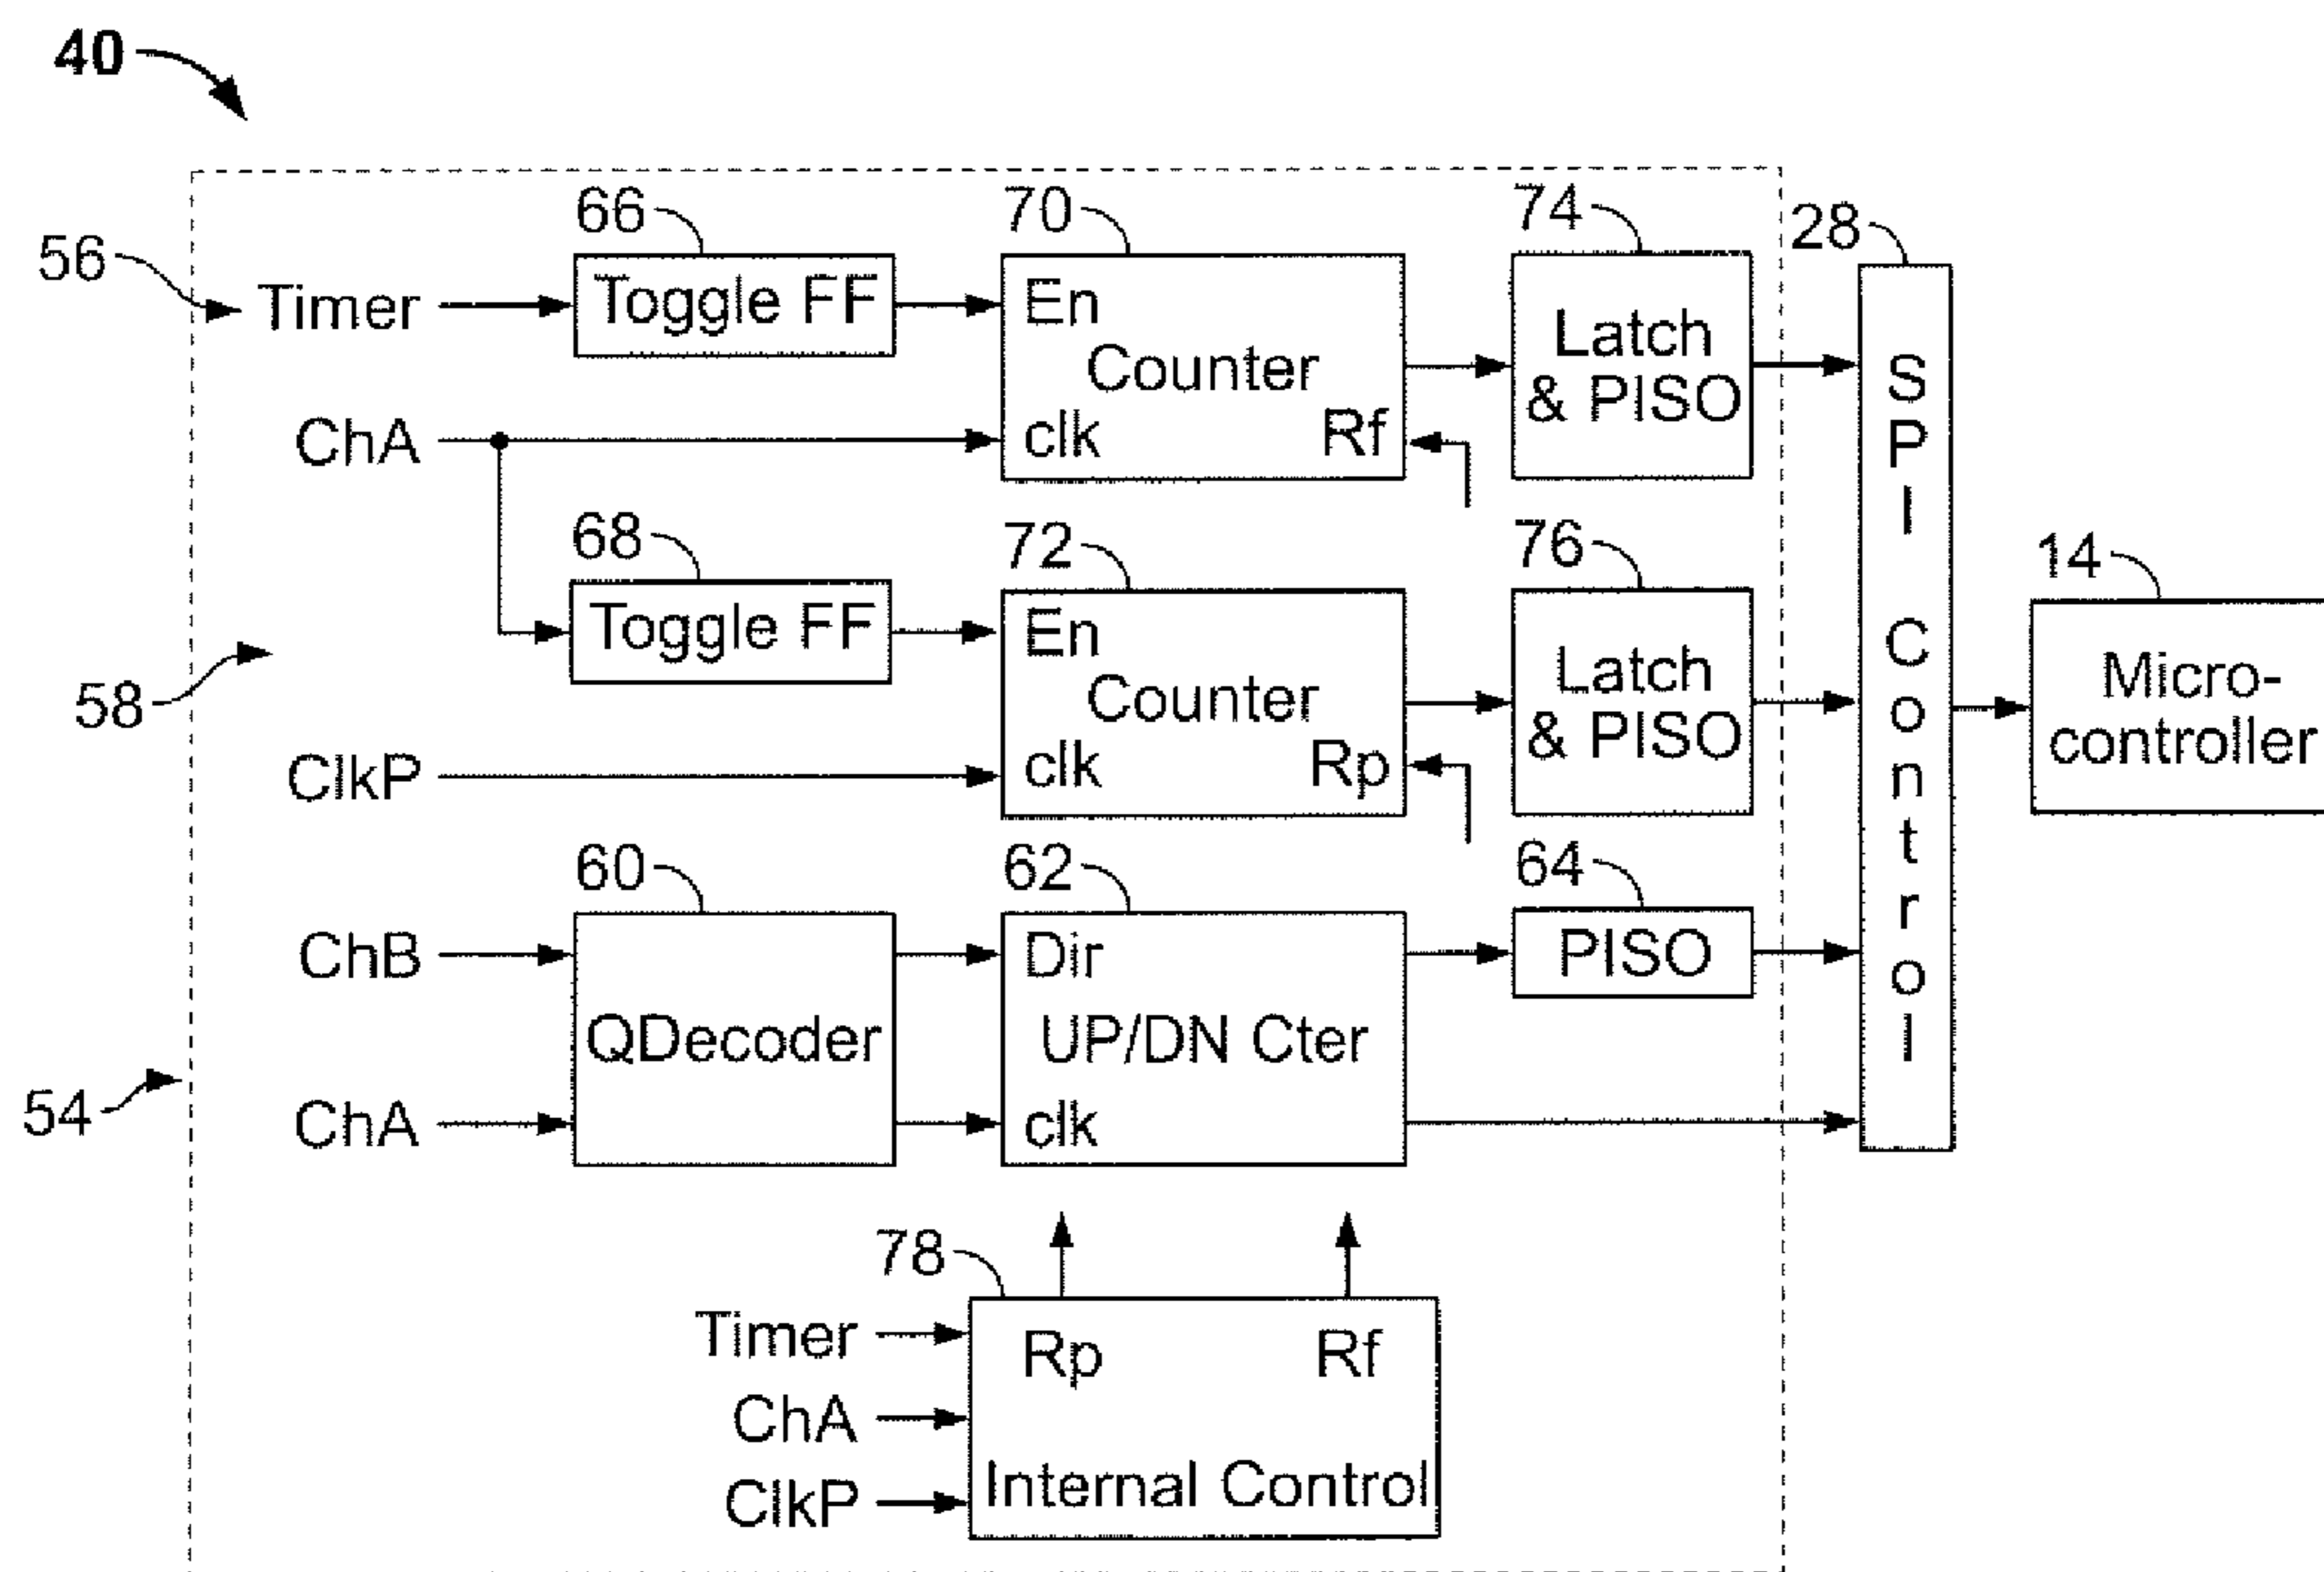 40
66
70
74
28
56
Timer
Toggle FF
En
Counter
clk
Rf
Latch
& PISO
ChA
SPI Control
68
72
76
14
Toggle FF
En
Counter
clk
Rp
Latch
& PISO
Micro-
controller
58
ClkP
60
62
64
ChB
QDecoder
Dir
UP/DN Cter
clk
PISO
54
ChA
78
Timer
Rp
Rf
ChA
ClkP
Internal Control